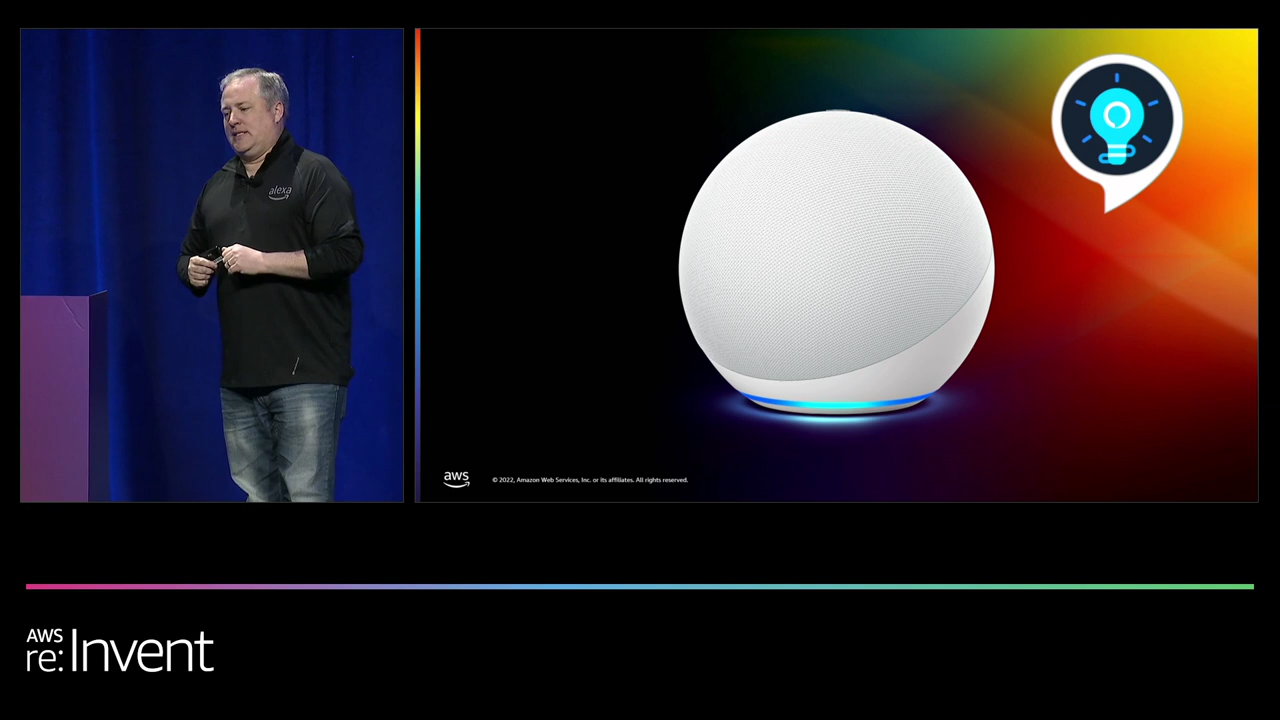 alexa
aws
© 2022, Amazon Web Services, Inc. or its affiliates. All rights reserved.
AWS
re:Invent